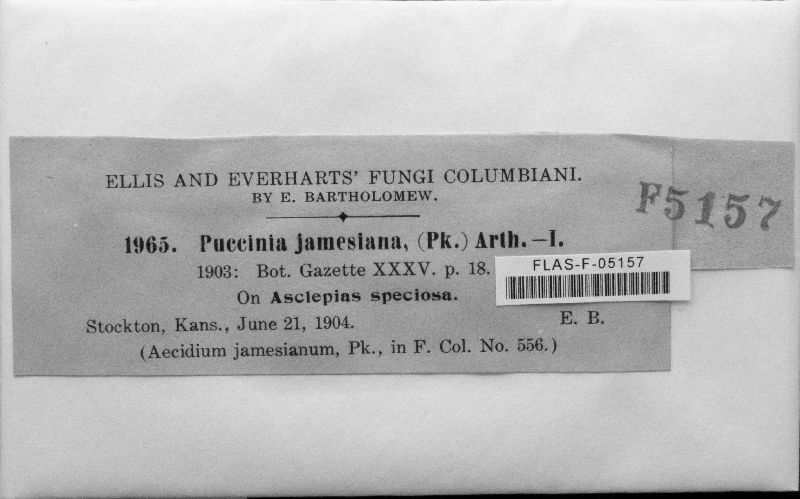 ELLIS AND EVERHARTS' FUNGI COLUMBIANI.
BY E. BARTHOLOMEW.
F5157
1965. Puccinia jamesiana, (Pk.) Arth.—I.
1903: Bot. Gazette XXXV. p. 18.
FLAS-F-05157
On Asclepias speciosa.
Stockton, Kans., June 21, 1904. E. B.
(Aecidium jamesianum, Pk., in F. Col. No. 556.)